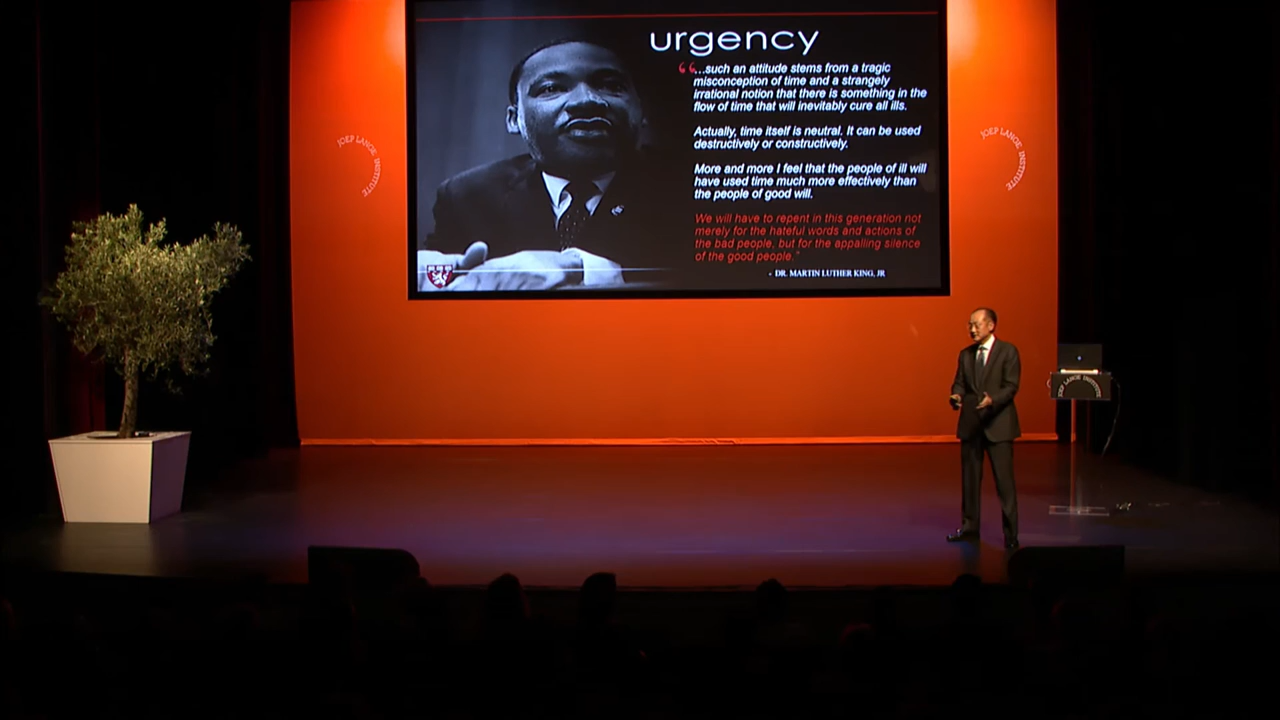 urgency
“...such an attitude stems from a tragic
misconception of time and a strangely
irrational notion that there is something in the
flow of time that will inevitably cure all ills.
Actually, time itself is neutral. It can be used
destructively or constructively.
More and more I feel that the people of ill will
have used time much more effectively than
the people of good will.
We will have to repent in this generation not
merely for the hateful words and actions of
the bad people, but for the appalling silence
of the good people.”
- DR. MARTIN LUTHER KING, JR
JOEP LANGE INSTITUTE
JOEP LANGE INSTITUTE
JOEP LANGE INSTITUTE